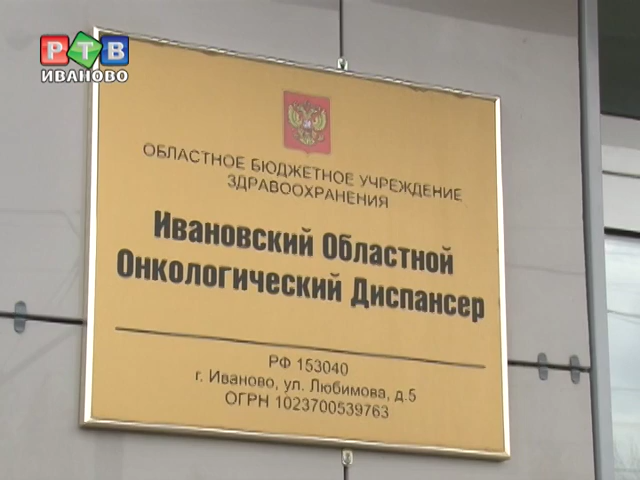 РТВ
ИВАНОВО
ОБЛАСТНОЕ БЮДЖЕТНОЕ УЧРЕЖДЕНИЕ
ЗДРАВООХРАНЕНИЯ
Ивановский Областной
Онкологический Диспансер
РФ 153040
г. Иваново, ул. Любимова, д.5
ОГРН 1023700539763